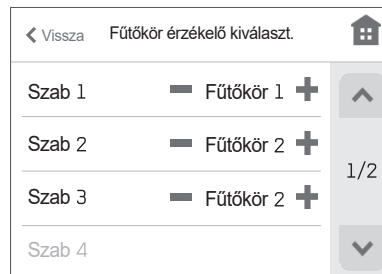 Vissza Fűtőkör érzékelő kiválaszt.
Szab 1 Fűtőkör 1
Szab 2 Fűtőkör 2
1/2
Szab 3 Fűtőkör 2
Szab 4